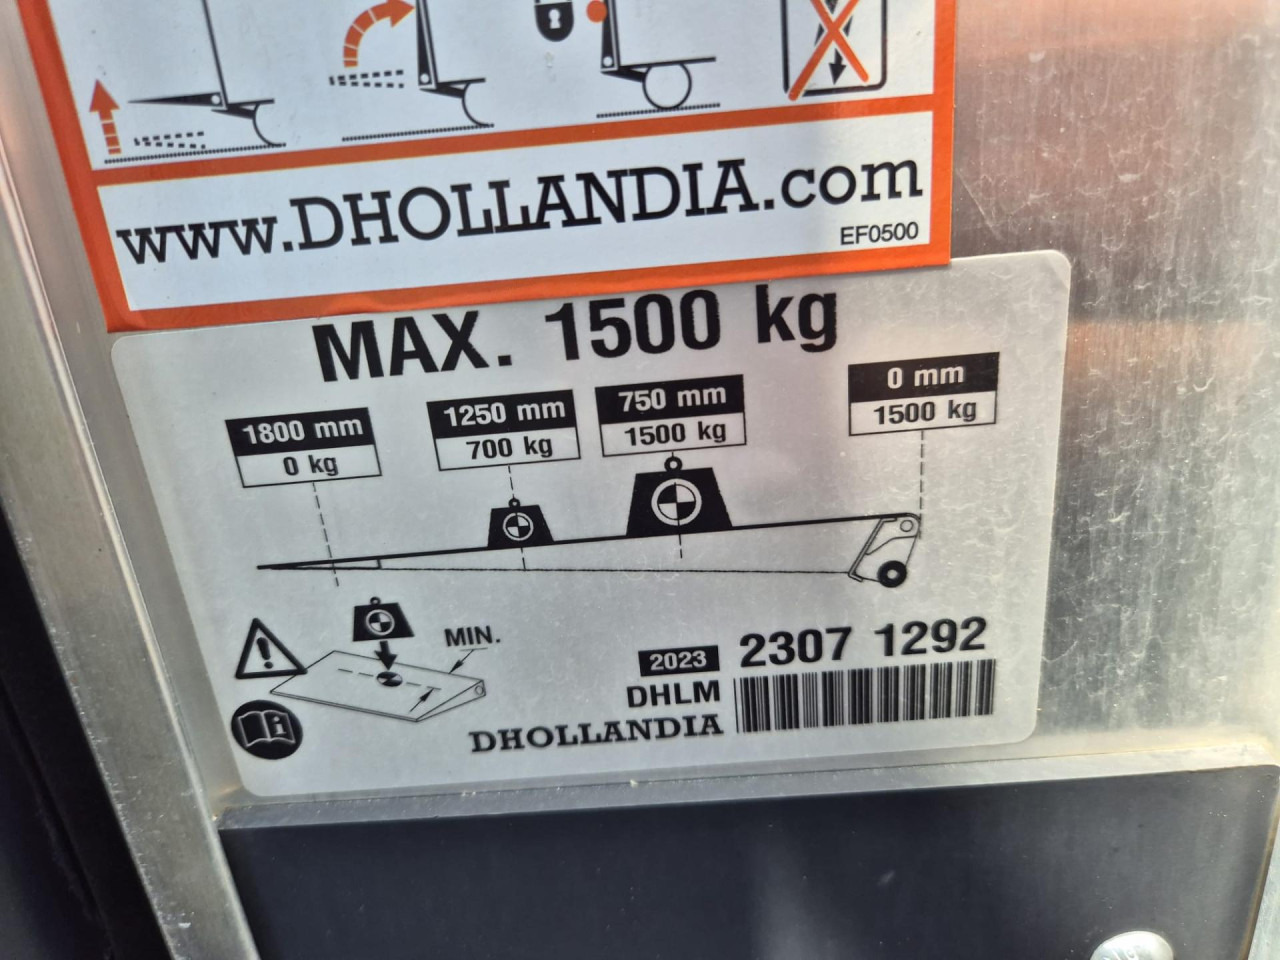 www.DHOLLANDIA.com
EF0500
MAX. 1500 kg
1800 mm
0 kg
1250 mm
700 kg
750 mm
1500 kg
0 mm
1500 kg
MIN.
2023 2307 1292
DHLM
DHOLLANDIA